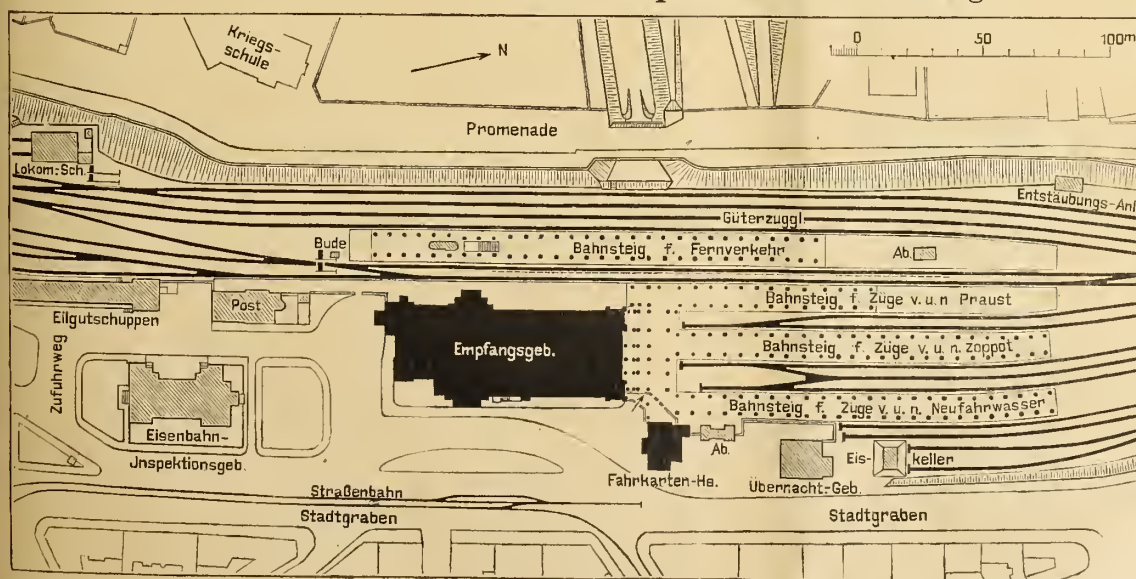 Kriegs-
schule
N
0
50
100m
Promenade
Lokom.-Sch.
Entstäubungs-Anl.
Güterzuggl.
Bude
Bahnsteig f. Fernverkehr
Ab.
Eilgutschuppen
Post
Bahnsteig f. Züge v.u.n Praust
Empfangsgeb.
Bahnsteig f. Züge v.u.n. Zoppot
Zufuhrweg
Bahnsteig f. Züge v.u.n. Neufahrwasser
Eisenbahn-
Jnspektionsgeb.
Ab.
Eis-
keller
Fahrkarten-Hs.
Übernacht.-Geb.
Straßenbahn
Stadtgraben
Stadtgraben